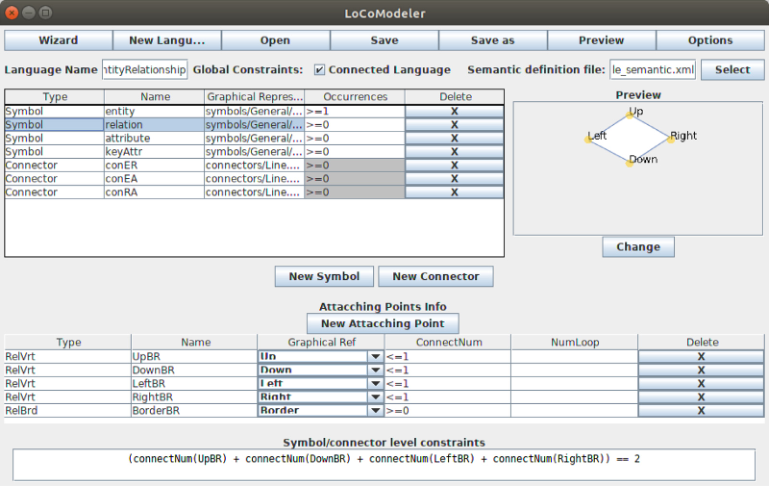 LoCoModeler
Wizard New Langu... Open Save Save as Preview Options
Language Name ntityRelationship Global Constraints: Connected Language Semantic definition file: le_semantic.xml Select
Type Name Graphical Repres... Occurrences Delete
Symbol entity symbols/General/... >=1 X
Symbol relation symbols/General/... >=0 X
Symbol attribute symbols/General/... >=0 X
Symbol keyAttr symbols/General/... >=0 X
Connector conER connectors/Line.... >=0 X
Connector conEA connectors/Line.... >=0 X
Connector conRA connectors/Line.... >=0 X
Preview
Up
Left Right
Down
Change
New Symbol New Connector
Attacching Points Info
New Attacching Point
Type Name Graphical Ref ConnectNum NumLoop Delete
RelVrt UpBR Up <=1 X
RelVrt DownBR Down <=1 X
RelVrt LeftBR Left <=1 X
RelVrt RightBR Right <=1 X
RelBrd BorderBR Border >=0 X
Symbol/connector level constraints
(connectNum(UpBR) + connectNum(DownBR) + connectNum(LeftBR) + connectNum(RightBR)) == 2